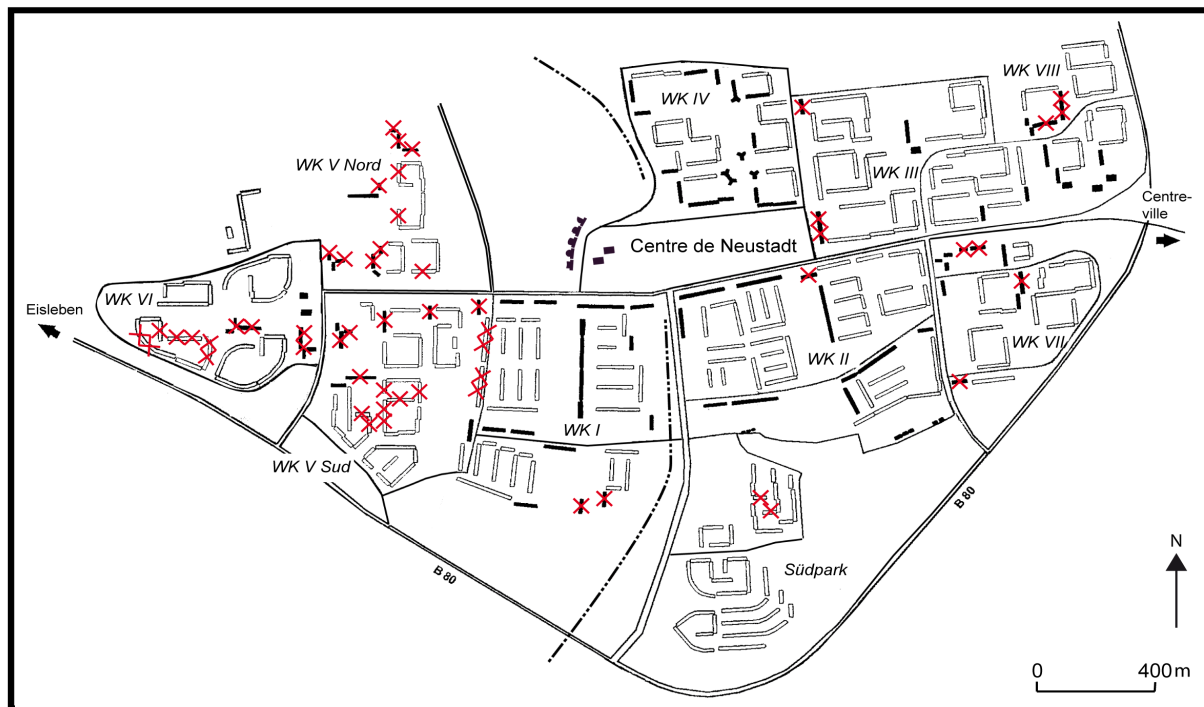 WK VIII
WK IV
WK V Nord
WK III
Centre-
ville
Centre de Neustadt
WK VI
Eisleben
WK II
WK VII
WK I
WK V Sud
B 80
B 80
Südpark
N
0 400 m